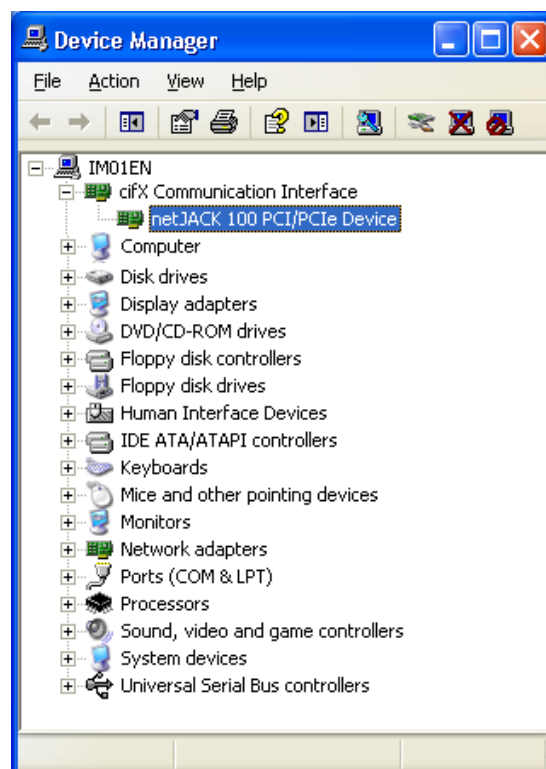 Device Manager
File Action View Help
IM01EN
cifX Communication Interface
netJACK 100 PCI/PCIe Device
Computer
Disk drives
Display adapters
DVD/CD-ROM drives
Floppy disk controllers
Floppy disk drives
Human Interface Devices
IDE ATA/ATAPI controllers
Keyboards
Mice and other pointing devices
Monitors
Network adapters
Ports (COM & LPT)
Processors
Sound, video and game controllers
System devices
Universal Serial Bus controllers